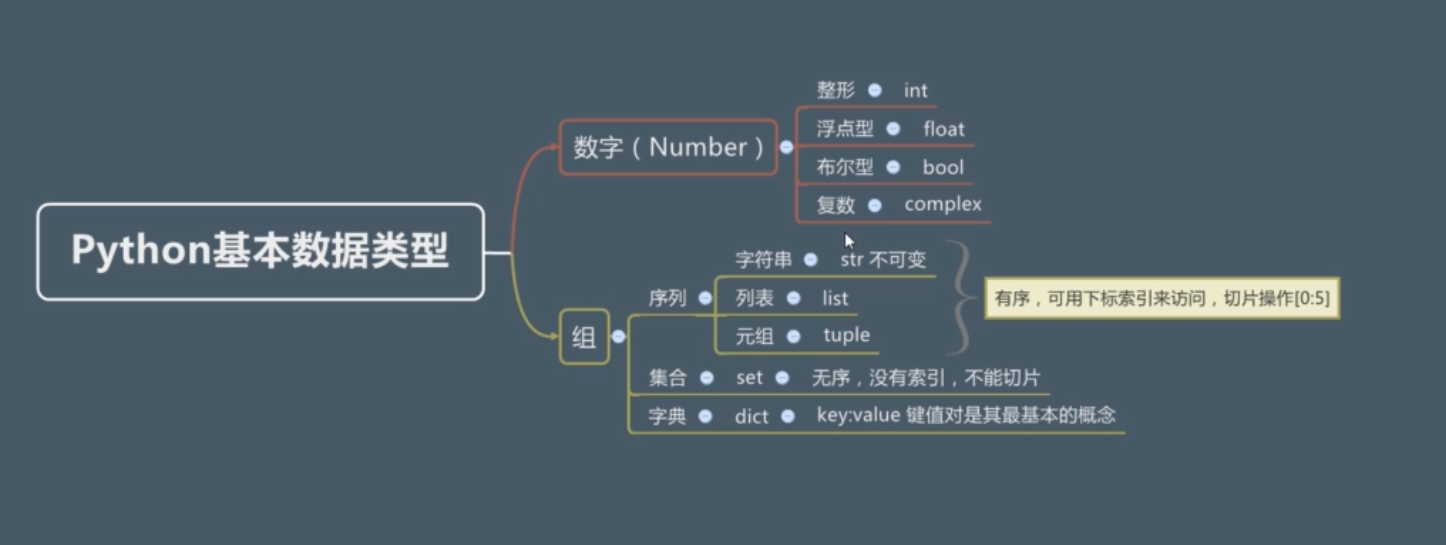 Python基本数据类型
数字（Number）
整形 int
浮点型 float
布尔型 bool
复数 complex
组
序列
字符串 str 不可变
列表 list
元组 tuple
有序，可用下标索引来访问，切片操作[0:5]
集合 set 无序，没有索引，不能切片
字典 dict key:value 键值对是其最基本的概念